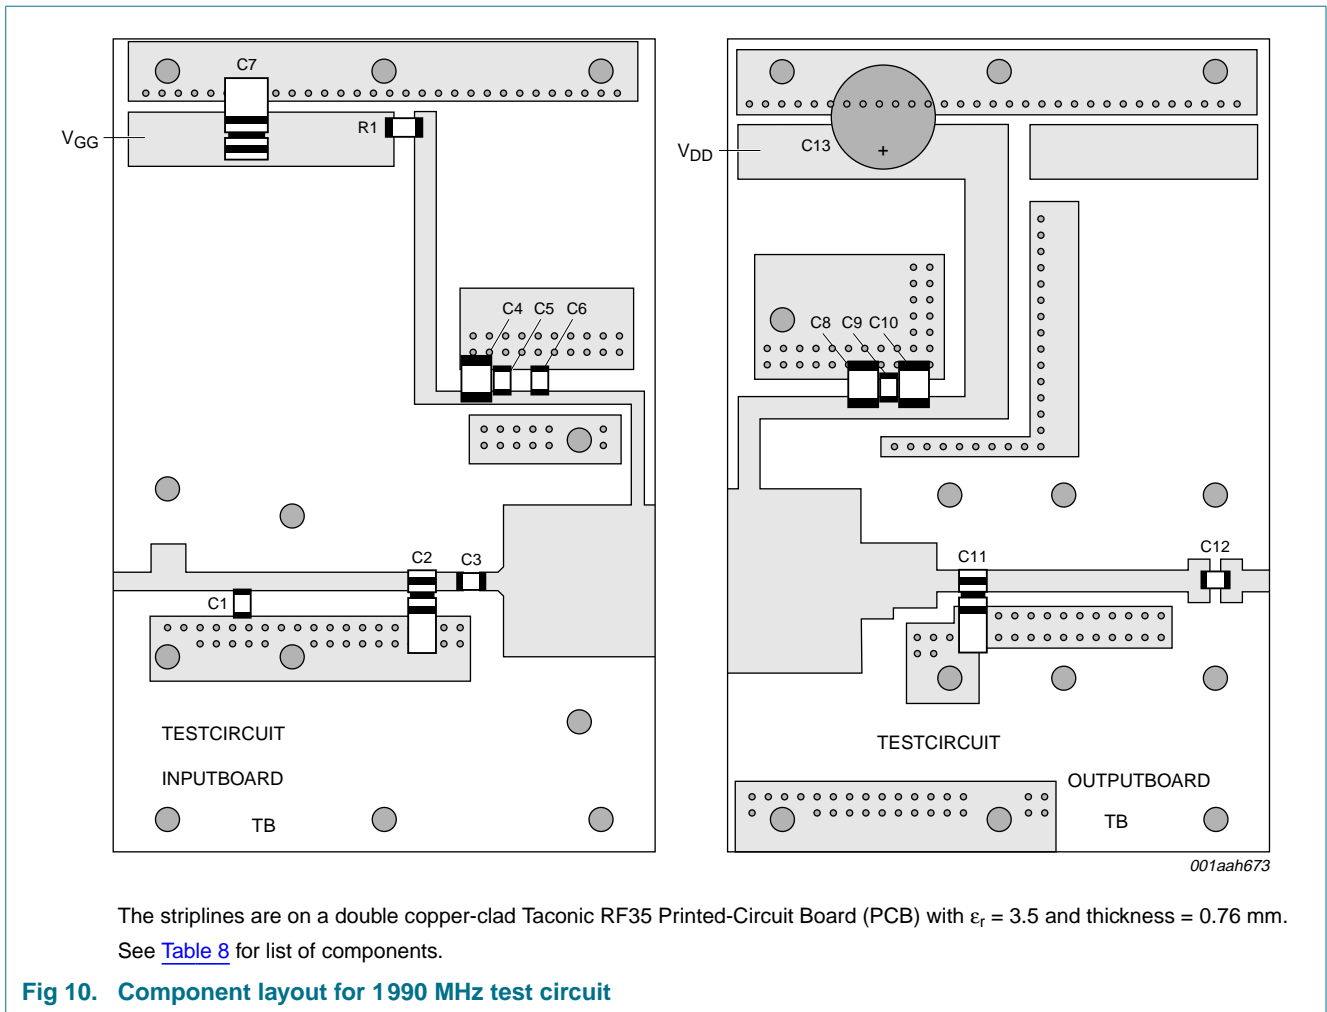 C7
R1
V_GG
C4 C5 C6
C2 C3
C1
TESTCIRCUIT
INPUTBOARD
TB
V_DD
C13
+
C8 C9 C10
C11
C12
TESTCIRCUIT
OUTPUTBOARD
TB
001aah673
The striplines are on a double copper-clad Taconic RF35 Printed-Circuit Board (PCB) with ε_r = 3.5 and thickness = 0.76 mm.
See Table 8 for list of components.
Fig 10. Component layout for 1990 MHz test circuit